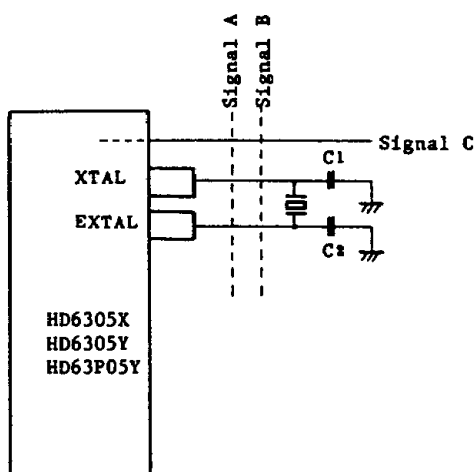 Signal A
Signal B
Signal C
C1
XTAL
EXTAL
C2
HD6305X
HD6305Y
HD63P05Y